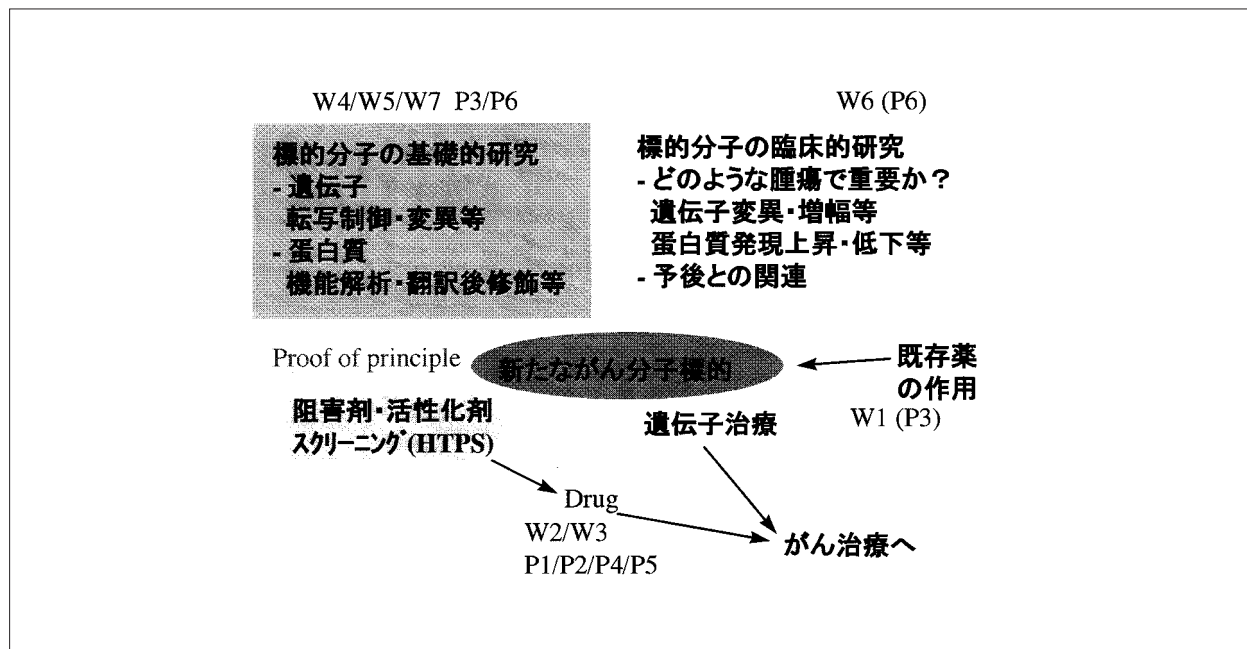 W4/W5/W7 P3/P6
標的分子の基礎的研究
- 遺伝子
転写制御・変異等
- 蛋白質
機能解析・翻訳後修飾等
W6 (P6)
標的分子の臨床的研究
- どのような腫瘍で重要か？
遺伝子変異・増幅等
蛋白質発現上昇・低下等
- 予後との関連
Proof of principle
新たながん分子標的
既存薬
の作用
W1 (P3)
阻害剤・活性化剤
スクリーニング(HTPS)
遺伝子治療
Drug
W2/W3
P1/P2/P4/P5
がん治療へ